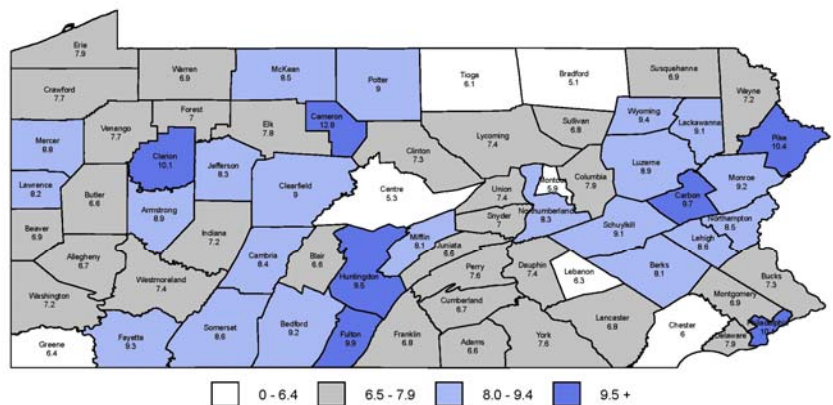 Erie
7.9
Crawford
7.7
Warren
6.9
McKean
8.5
Potter
9
Tioga
6.1
Bradford
5.1
Susquehanna
6.9
Wayne
7.2
Forest
7
Venango
7.7
Elk
7.8
Cameron
12.8
Sullivan
6.8
Wyoming
9.4
Lackawanna
9.1
Pike
10.4
Mercer
8.8
Clarion
10.1
Jefferson
8.3
Clinton
7.3
Lycoming
7.4
Luzerne
8.9
Monroe
9.2
Lawrence
8.2
Butler
6.6
Clearfield
9
Centre
5.3
Union
7.4
Montour
5.9
Columbia
7.9
Carbon
9.7
Armstrong
8.9
Northumberland
8.3
Snyder
7
Northampton
8.5
Beaver
6.9
Indiana
7.2
Mifflin
8.1
Juniata
6.6
Schuylkill
9.1
Lehigh
8.6
Allegheny
6.7
Cambria
8.4
Blair
6.6
Huntingdon
9.5
Perry
7.6
Dauphin
7.4
Lebanon
6.3
Berks
8.1
Bucks
7.3
Westmoreland
7.4
Washington
7.2
Cumberland
6.7
Montgomery
6.9
Lancaster
6.8
Chester
6
Delaware
7.9
Greene
6.4
Fayette
9.3
Somerset
8.6
Bedford
9.2
Fulton
9.9
Franklin
6.8
Adams
6.6
York
7.6
0 - 6.4
6.5 - 7.9
8.0 - 9.4
9.5 +